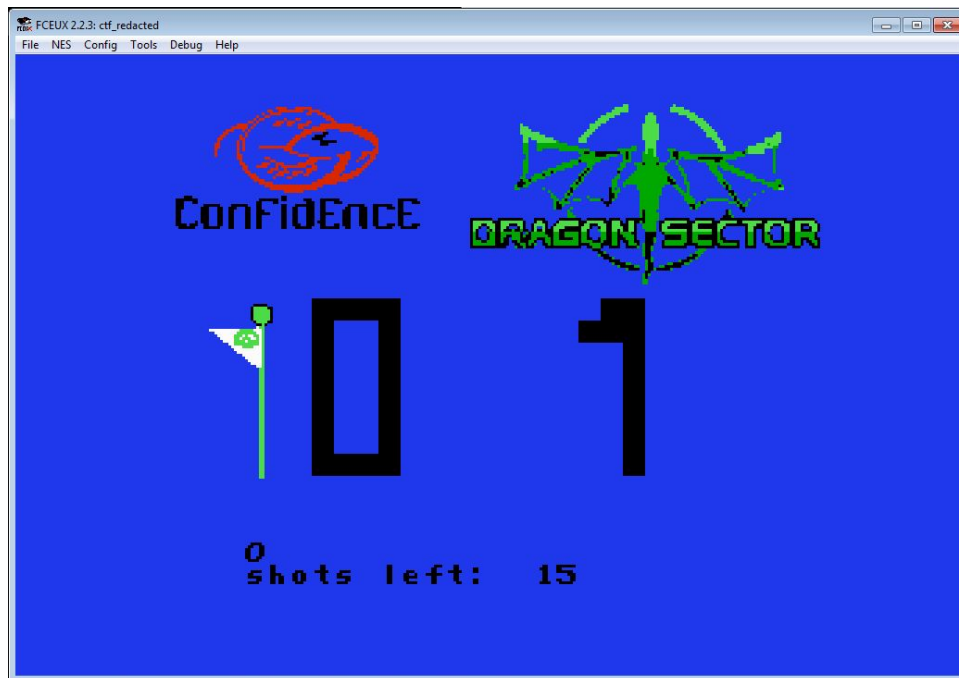 FCEUX 2.2.3: ctf_redacted
File NES Config Tools Debug Help
ConFidEncE
DRAGON SECTOR
0 1
0
shots left: 15